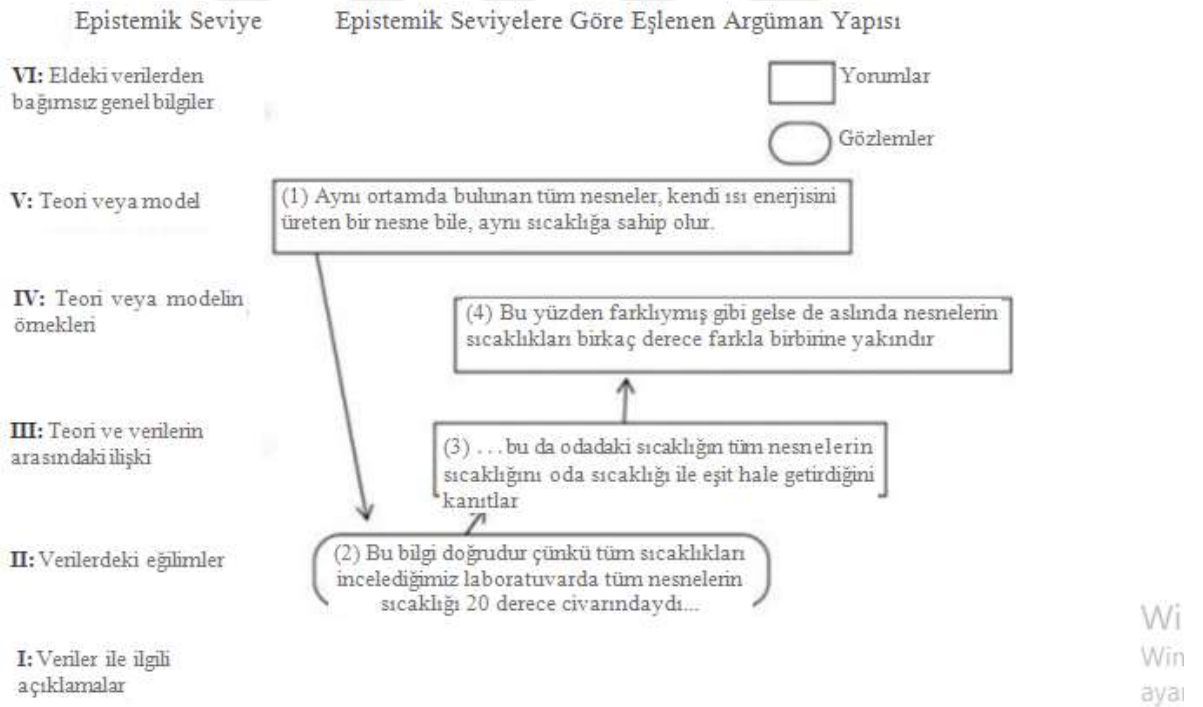 Epistemik Seviye
Epistemik Seviyelere Göre Eşlenen Argüman Yapısı
VI: Eldeki verilerden
bağımsız genel bilgiler
Yorumlar
Gözlemler
V: Teori veya model
(1) Aynı ortamda bulunan tüm nesneler, kendi ısı enerjisini
üreten bir nesne bile, aynı sıcaklığa sahip olur.
IV: Teori veya modelin
örnekleri
(4) Bu yüzden farklıymış gibi gelse de aslında nesnelerin
sıcaklıkları birkaç derece farkla birbirine yakındır
III: Teori ve verilerin
arasındaki ilişki
(3) ...bu da odadaki sıcaklığın tüm nesnelerin
sıcaklığını oda sıcaklığı ile eşit hale getirdiğini
kanıtlar
II: Verilerdeki eğilimler
(2) Bu bilgi doğrudur çünkü tüm sıcaklıkları
incelediğimiz laboratuvarda tüm nesnelerin
sıcaklığı 20 derece civarındaydı...
I: Veriler ile ilgili
açıklamalar
Wi
Win
ayar